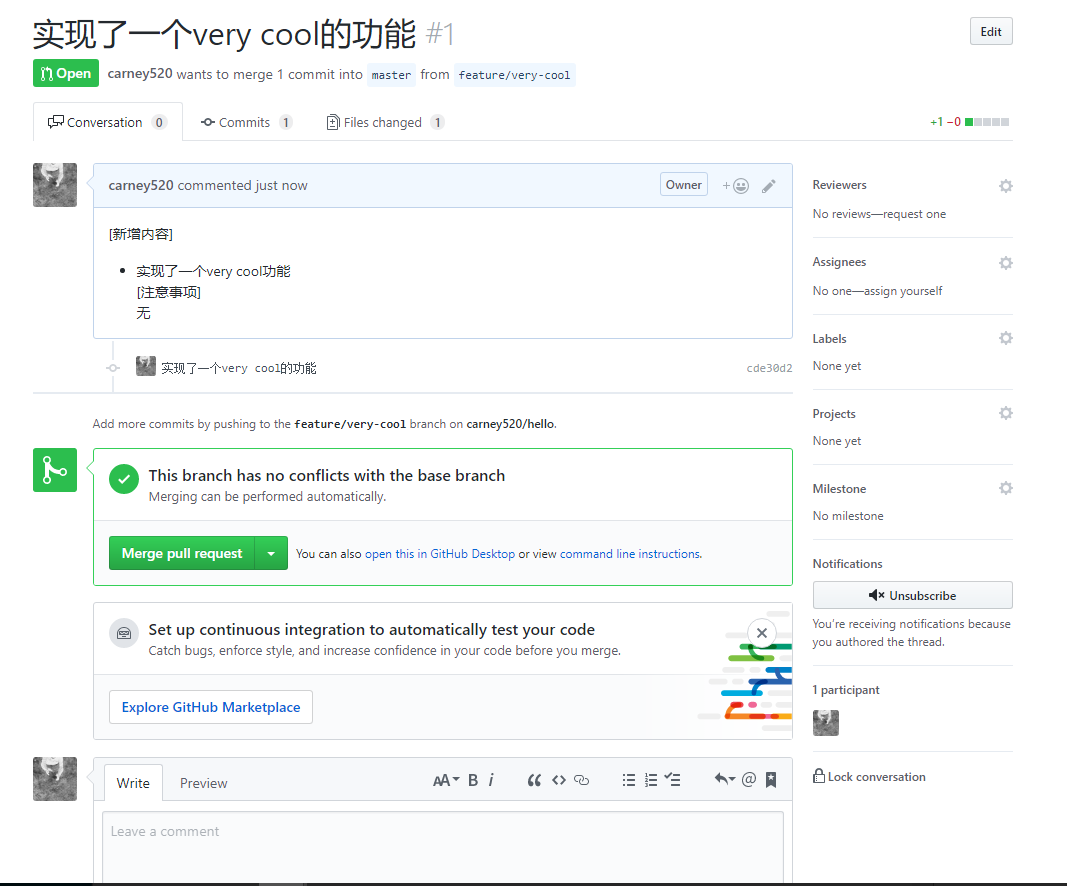 实现了一个very cool的功能 #1
Edit
Open carney520 wants to merge 1 commit into master from feature/very-cool
Conversation 0 Commits 1 Files changed 1 +1 −0
carney520 commented just now Owner +
[新增内容]
实现了一个very cool功能
[注意事项]
无
实现了一个very cool的功能 cde30d2
Add more commits by pushing to the feature/very-cool branch on carney520/hello.
This branch has no conflicts with the base branch
Merging can be performed automatically.
Merge pull request You can also open this in GitHub Desktop or view command line instructions.
Set up continuous integration to automatically test your code
Catch bugs, enforce style, and increase confidence in your code before you merge.
Explore GitHub Marketplace
Write Preview AA B i “ <> @
Leave a comment
Reviewers
No reviews—request one
Assignees
No one—assign yourself
Labels
None yet
Projects
None yet
Milestone
No milestone
Notifications
Unsubscribe
You’re receiving notifications because
you authored the thread.
1 participant
Lock conversation